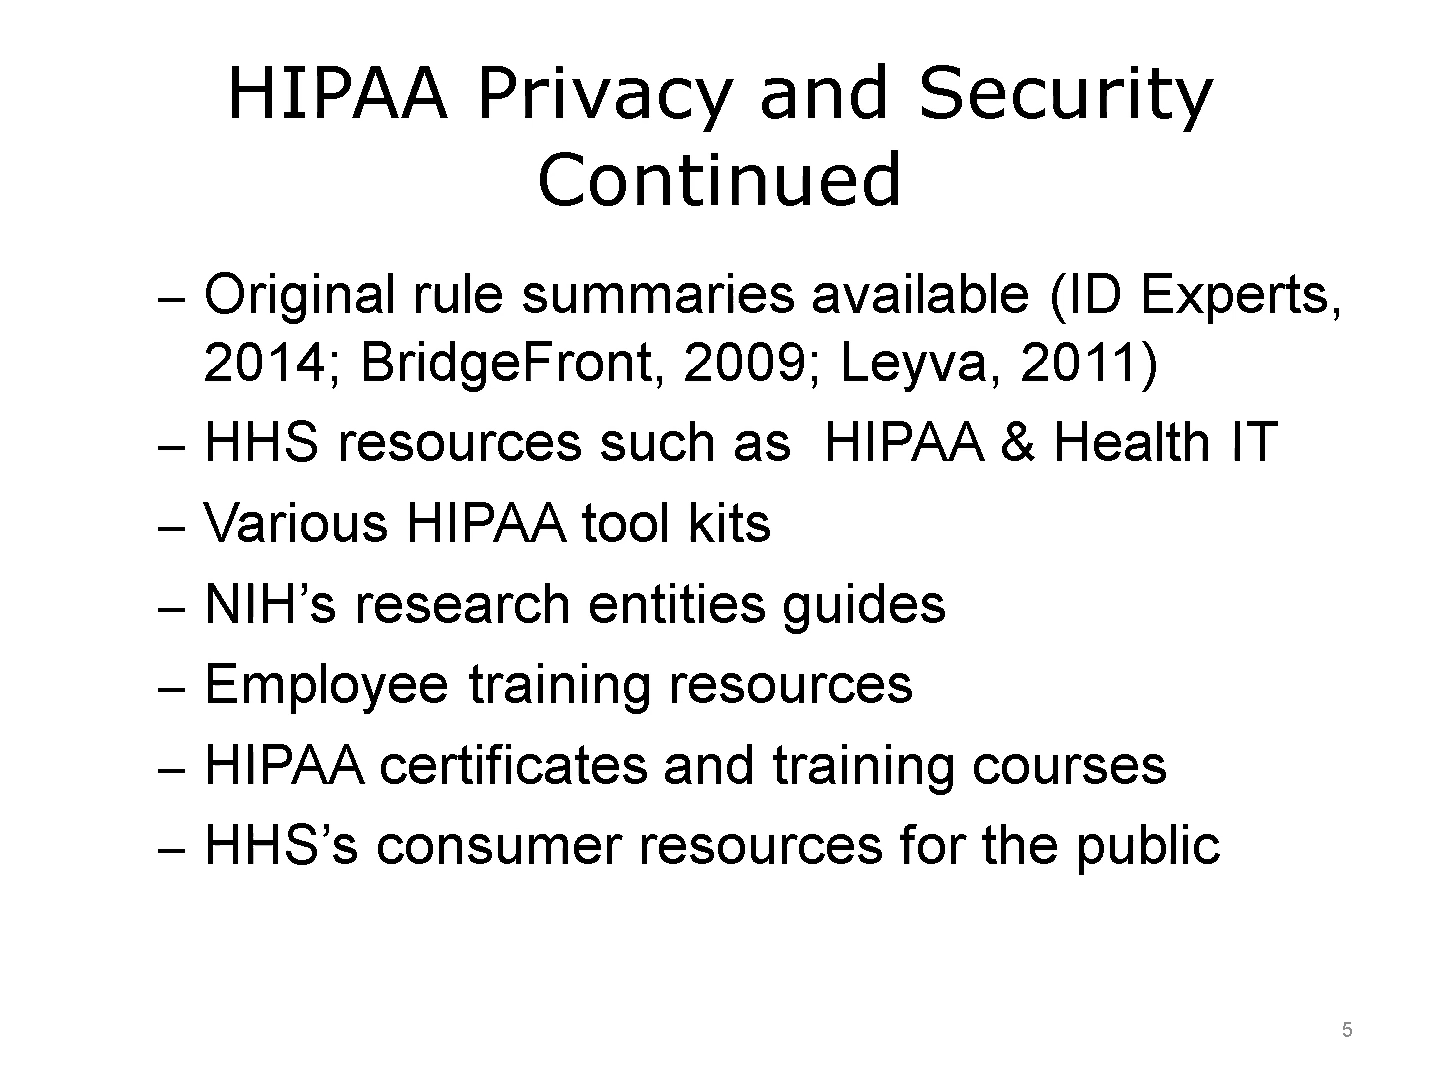 HIPAA Privacy and Security
Continued
– Original rule summaries available (ID Experts,
2014; BridgeFront, 2009; Leyva, 2011)
– HHS resources such as  HIPAA & Health IT
– Various HIPAA tool kits
– NIH’s research entities guides
– Employee training resources
– HIPAA certificates and training courses
– HHS’s consumer resources for the public
5